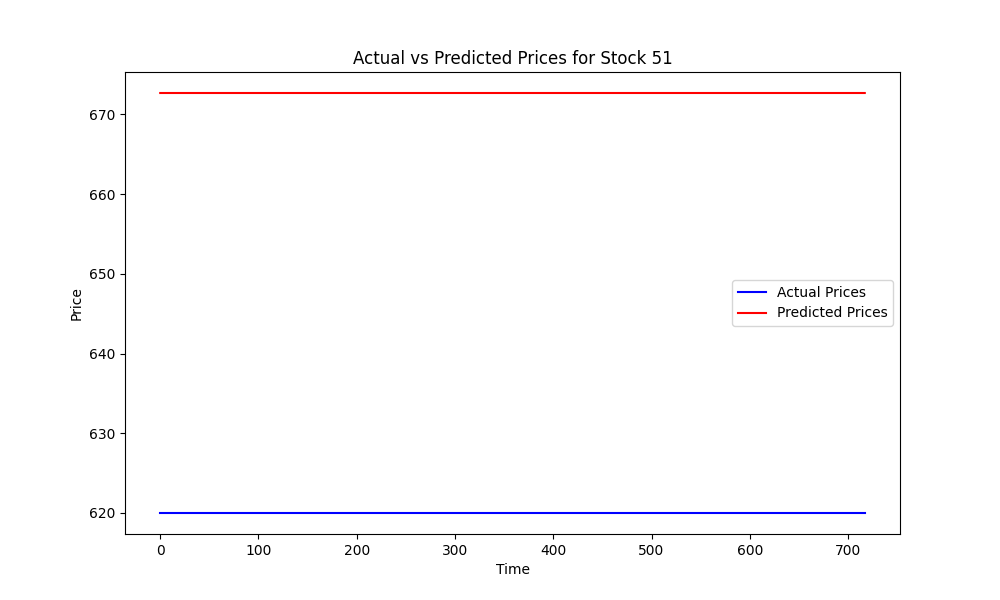 Actual vs Predicted Prices for Stock 51
Price
670
660
650
640
630
620
Actual Prices
Predicted Prices
0 100 200 300 400 500 600 700
Time